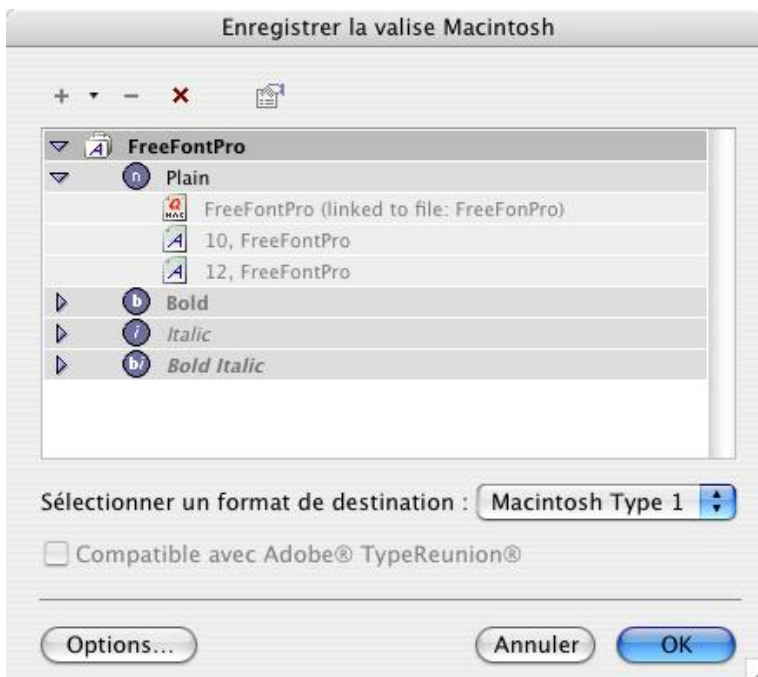 Enregistrer la valise Macintosh
FreeFontPro
n Plain
FreeFontPro (linked to file: FreeFonPro)
10, FreeFontPro
12, FreeFontPro
b Bold
i Italic
bi Bold Italic
Sélectionner un format de destination : Macintosh Type 1
Compatible avec Adobe® TypeReunion®
Options... Annuler OK